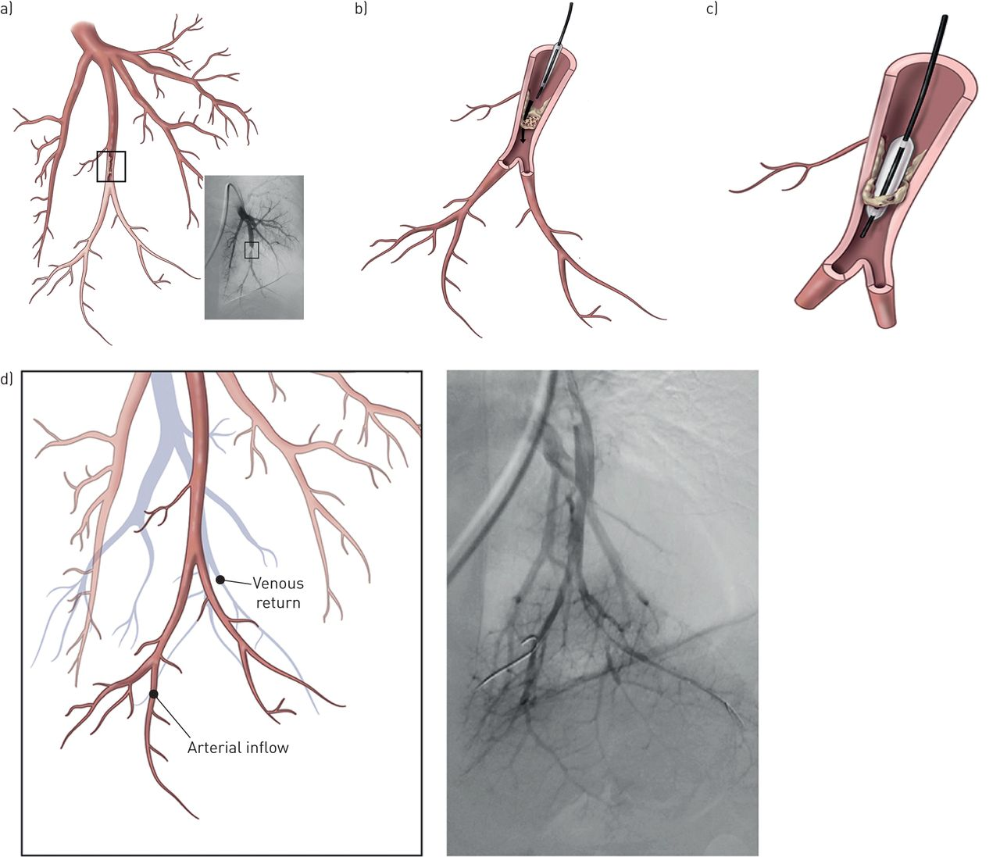 a)
b)
c)
d)
Venous
return
Arterial inflow